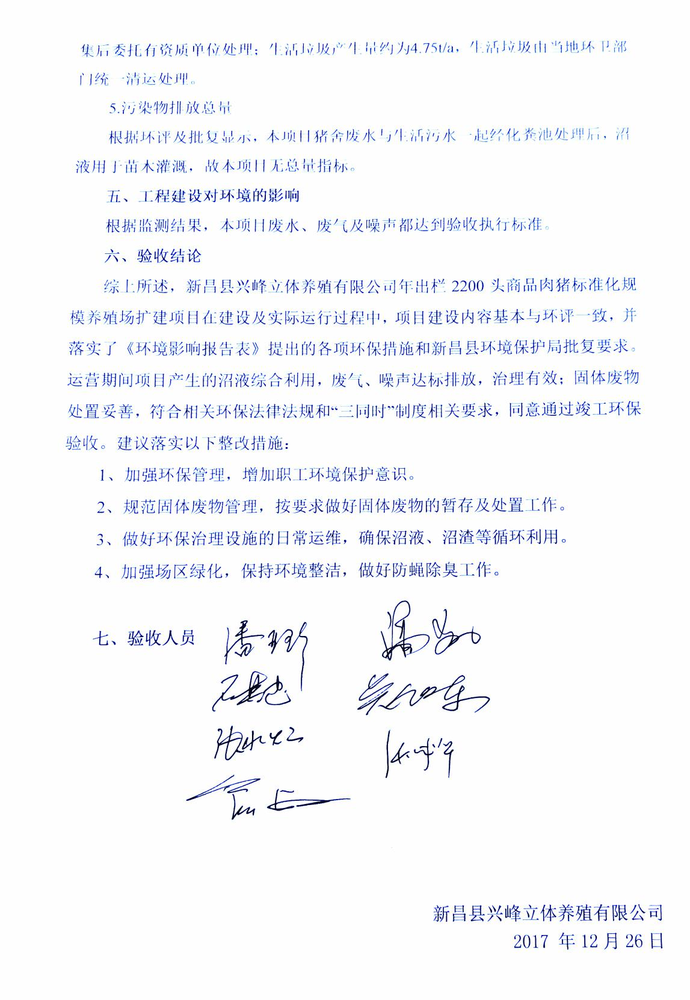 集后委托有资质单位处理；生活垃圾产生量约为4.75t/a，生活垃圾由当地环卫部
门统一清运处理。
5.污染物排放总量
根据环评及批复显示，本项目猪舍废水与生活污水一起经化粪池处理后，沼
液用于苗木灌溉，故本项目无总量指标。
五、工程建设对环境的影响
根据监测结果，本项目废水、废气及噪声都达到验收执行标准。
六、验收结论
综上所述，新昌县兴峰立体养殖有限公司年出栏 2200 头商品肉猪标准化规
模养殖场扩建项目在建设及实际运行过程中，项目建设内容基本与环评一致，并
落实了《环境影响报告表》提出的各项环保措施和新昌县环境保护局批复要求。
运营期间项目产生的沼液综合利用，废气、噪声达标排放，治理有效；固体废物
处置妥善，符合相关环保法律法规和“三同时”制度相关要求，同意通过竣工环保
验收。建议落实以下整改措施：
1、加强环保管理，增加职工环境保护意识。
2、规范固体废物管理，按要求做好固体废物的暂存及处置工作。
3、做好环保治理设施的日常运维，确保沼液、沼渣等循环利用。
4、加强场区绿化，保持环境整洁，做好防蝇除臭工作。
七、验收人员
新昌县兴峰立体养殖有限公司
2017 年 12 月 26 日